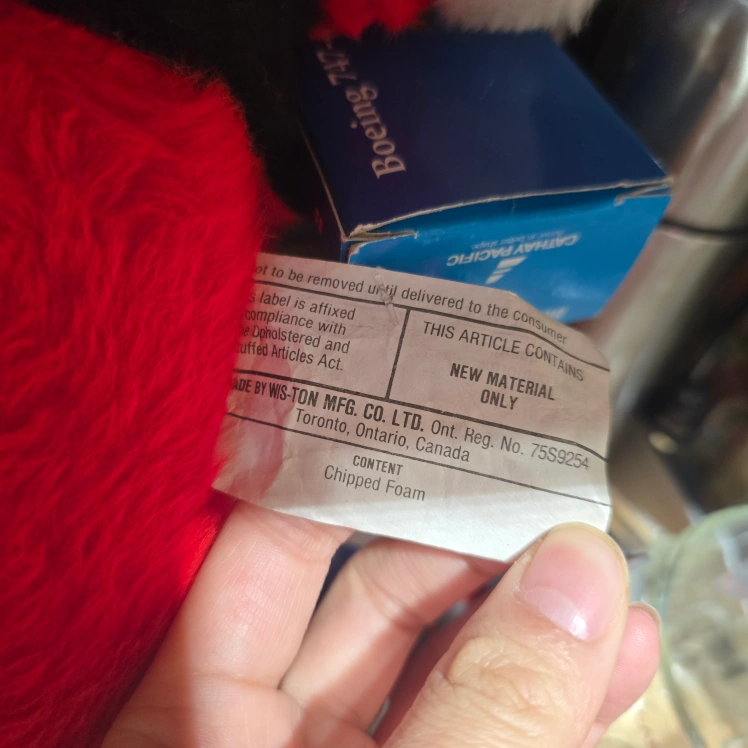 Boeing 747-
CATHAY PACIFIC
ot to be removed until delivered to the consumer
s label is affixed
compliance with
e Upholstered and
tuffed Articles Act.
THIS ARTICLE CONTAINS
NEW MATERIAL
ONLY
ADE BY WIS-TON MFG. CO. LTD. Ont. Reg. No. 75S9254
Toronto, Ontario, Canada
CONTENT
Chipped Foam